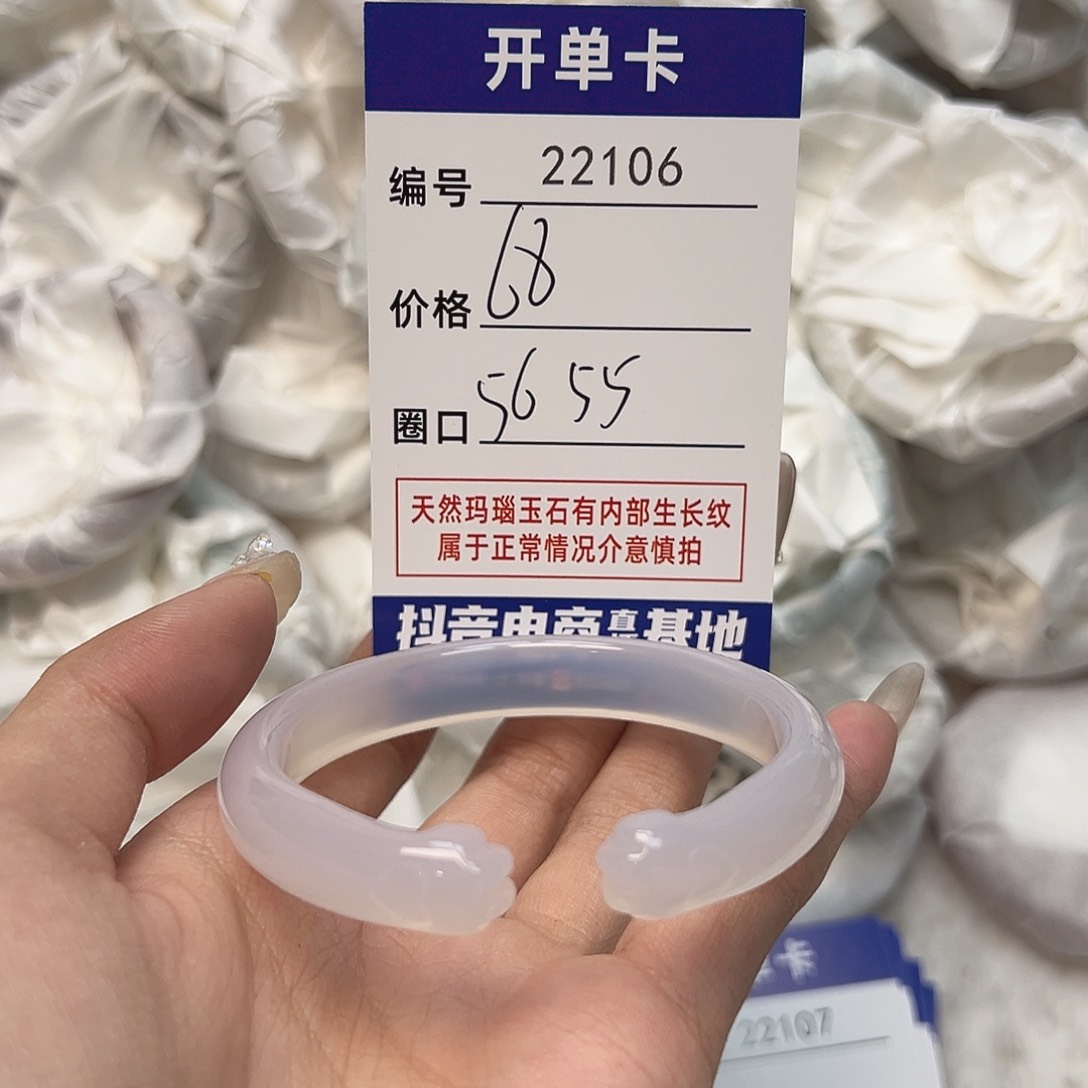 开单卡
编号 22106
价格 68
圈口 56 55
天然玛瑙玉石有内部生长纹
属于正常情况介意慎拍
抖音电商直播基地
卡
22107